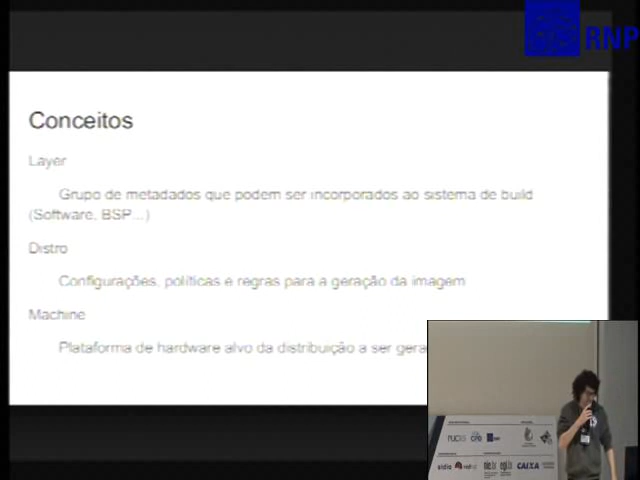 RNP
Conceitos
Layer
Grupo de metadados que podem ser incorporados ao sistema de build
(Software, BSP...)
Distro
Configurações, políticas e regras para a geração da imagem
Machine
Plataforma de hardware alvo da distribuição a ser
CAIXA